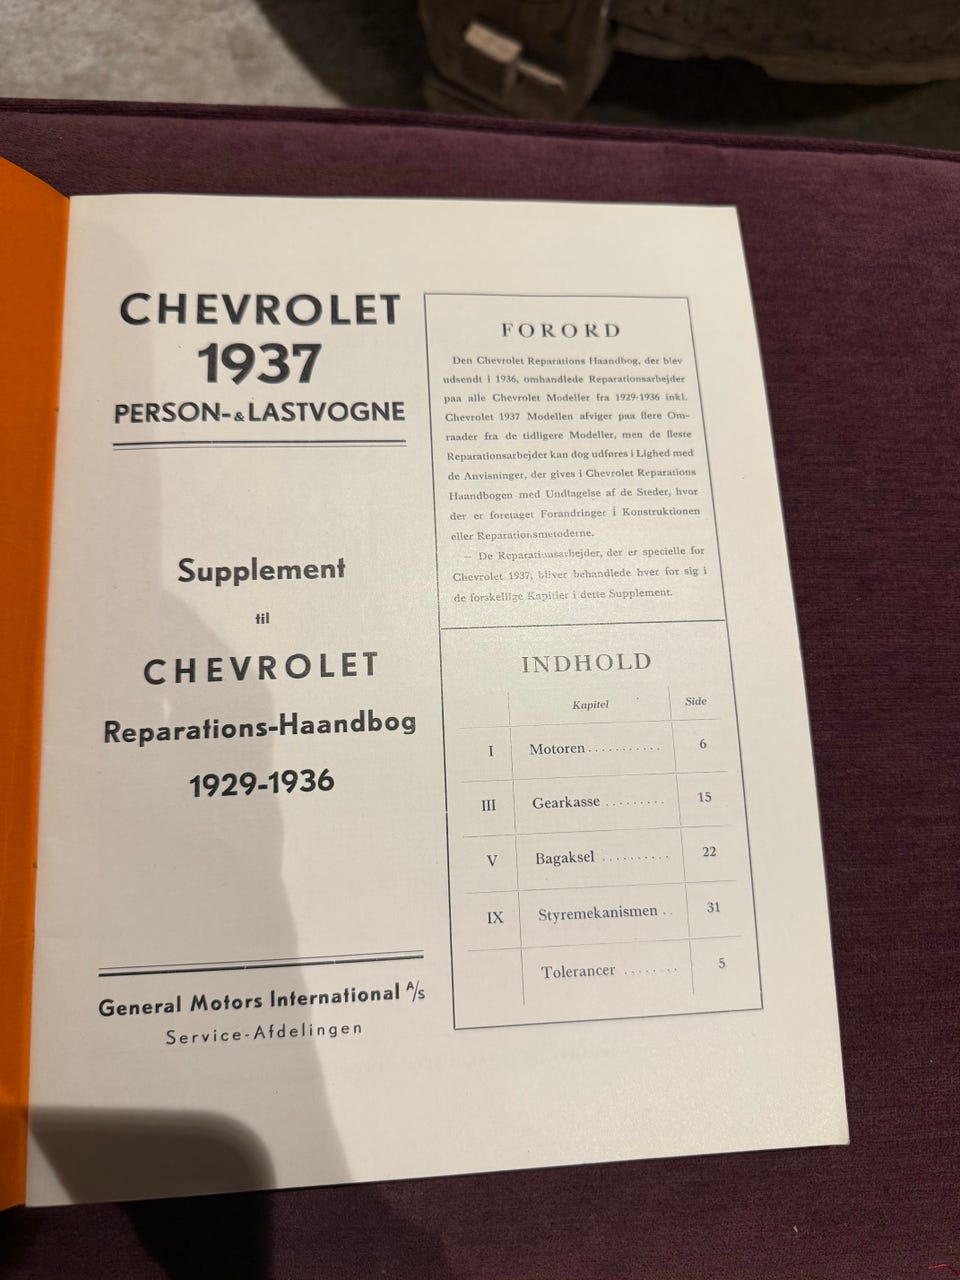 CHEVROLET
1937
PERSON- & LASTVOGNE
Supplement
til
CHEVROLET
Reparations-Haandbog
1929-1936
General Motors International A/s
Service-Afdelingen
FORORD
Den Chevrolet Reparations Haandbog, der blev
udsendt i 1936, omhandlede Reparationsarbejder
paa alle Chevrolet Modeller fra 1929-1936 inkl.
Chevrolet 1937 Modellen afviger paa flere Om-
raader fra de tidligere Modeller, men de fleste
Reparationsarbejder kan dog udføres i Lighed med
de Anvisninger, der gives i Chevrolet Reparations
Haandbogen med Undtagelse af de Steder, hvor
der er foretaget Forandringer i Konstruktionen
eller Reparationsmetoderne.
— De Reparationsarbejder, der er specielle for
Chevrolet 1937, bliver behandlede hver for sig i
de forskellige Kapitler i dette Supplement.
INDHOLD
Kapitel Side
I Motoren ........... 6
III Gearkasse ......... 15
V Bagaksel .......... 22
IX Styremekanismen .. 31
Tolerancer ........ 5